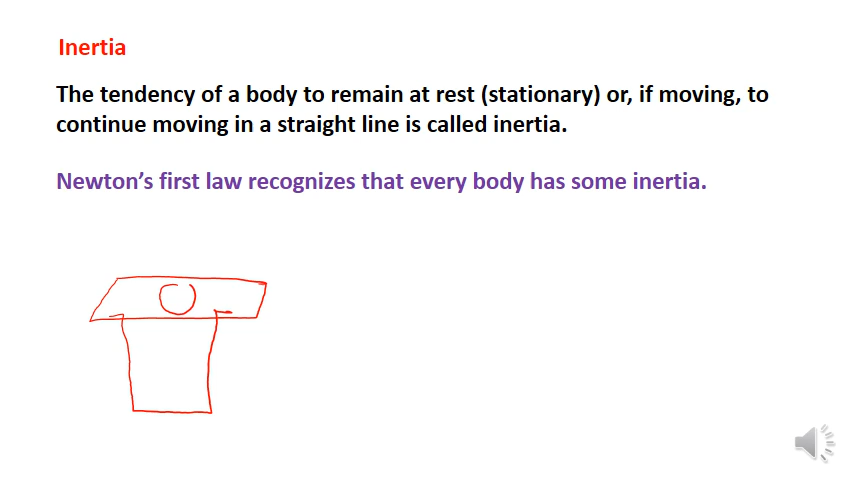 Inertia
The tendency of a body to remain at rest (stationary) or, if moving, to
continue moving in a straight line is called inertia.
Newton’s first law recognizes that every body has some inertia.